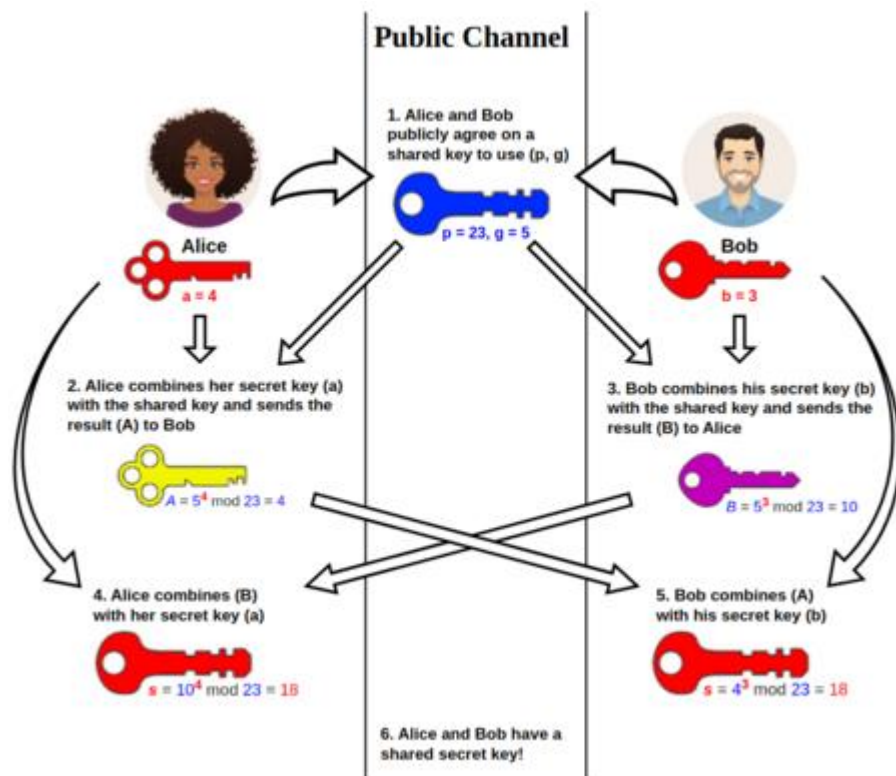 Public Channel
1. Alice and Bob
publicly agree on a
shared key to use (p, g)
p = 23, g = 5
Alice
a = 4
Bob
b = 3
2. Alice combines her secret key (a)
with the shared key and sends the
result (A) to Bob
A = 5⁴ mod 23 = 4
3. Bob combines his secret key (b)
with the shared key and sends the
result (B) to Alice
B = 5³ mod 23 = 10
4. Alice combines (B)
with her secret key (a)
s = 10⁴ mod 23 = 18
5. Bob combines (A)
with his secret key (b)
s = 4³ mod 23 = 18
6. Alice and Bob have a
shared secret key!